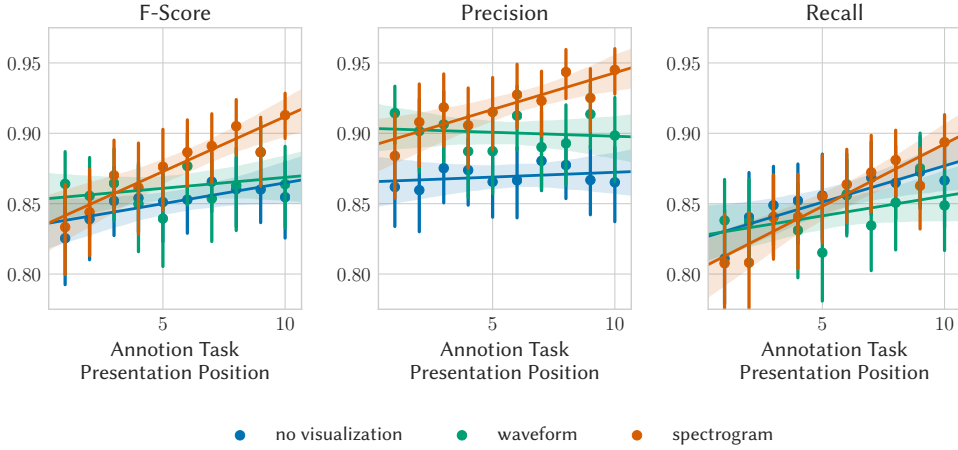 F-Score
Precision
Recall
0.95
0.90
0.85
0.80
5
10
Annotion Task
Presentation Position
0.95
0.90
0.85
0.80
5
10
Annotion Task
Presentation Position
0.95
0.90
0.85
0.80
5
10
Annotation Task
Presentation Position
no visualization
waveform
spectrogram